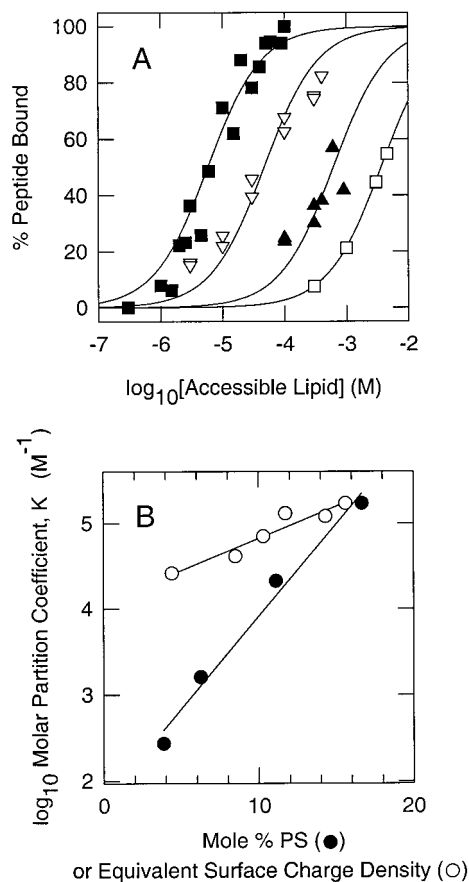 A
% Peptide Bound
100
80
60
40
20
0
-7 -6 -5 -4 -3 -2
log10[Accessible Lipid] (M)
B
log10 Molar Partition Coefficient, K (M-1)
5
4
3
2
0 10 20
Mole % PS (●)
or Equivalent Surface Charge Density (○)